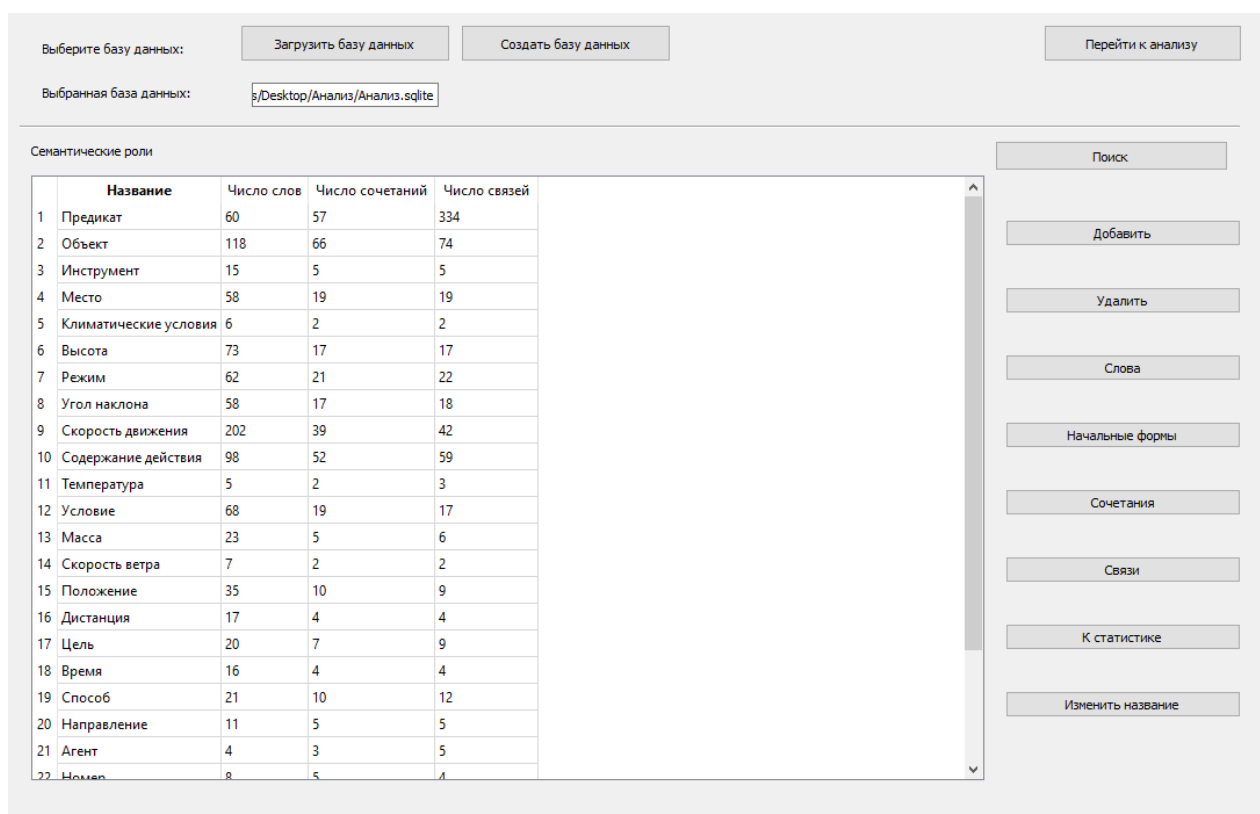 Выберите базу данных: Загрузить базу данных Создать базу данных Перейти к анализу
Выбранная база данных: s/Desktop/Анализ/Анализ.sqlite
Семантические роли Поиск
Название Число слов Число сочетаний Число связей
1 Предикат 60 57 334
Добавить
2 Объект 118 66 74
3 Инструмент 15 5 5
4 Место 58 19 19
Удалить
5 Климатические условия 6 2 2
6 Высота 73 17 17
7 Режим 62 21 22
Слова
8 Угол наклона 58 17 18
9 Скорость движения 202 39 42
Начальные формы
10 Содержание действия 98 52 59
11 Температура 5 2 3
12 Условие 68 19 17
Сочетания
13 Масса 23 5 6
14 Скорость ветра 7 2 2
Связи
15 Положение 35 10 9
16 Дистанция 17 4 4
17 Цель 20 7 9
К статистике
18 Время 16 4 4
19 Способ 21 10 12
Изменить название
20 Направление 11 5 5
21 Агент 4 3 5
22 Номер 8 5 4